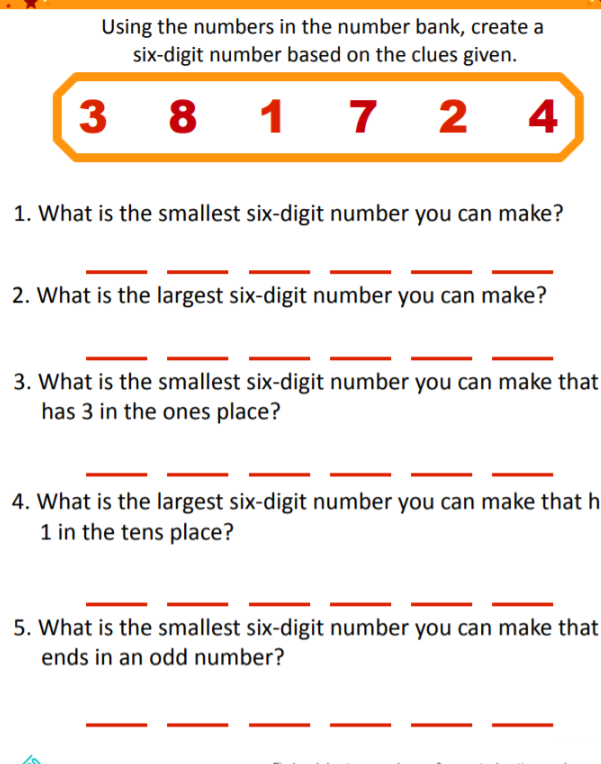 Using the numbers in the number bank, create a
six-digit number based on the clues given.
3 8 1 7 2 4
1. What is the smallest six-digit number you can make?
2. What is the largest six-digit number you can make?
3. What is the smallest six-digit number you can make that
has 3 in the ones place?
4. What is the largest six-digit number you can make that h
1 in the tens place?
5. What is the smallest six-digit number you can make that
ends in an odd number?